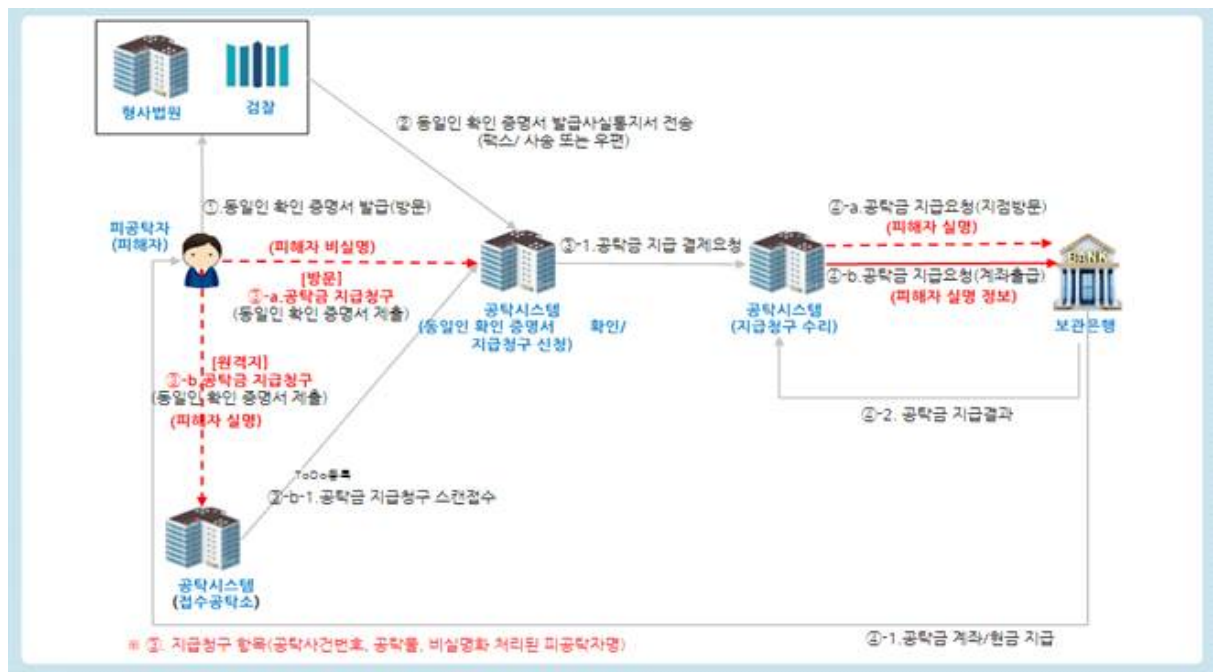 형사법원
검찰
② 동일인 확인 증명서 발급사실통지서 전송
(팩스/ 사송 또는 우편)
①.동일인 확인 증명서 발급(방문)
피공탁자
(피해자)
(피해자 비실명)
[방문]
③-a.공탁금 지급청구
(동일인 확인 증명서 제출)
③-1.공탁금 지급 결제요청
공탁시스템
(동일인 확인 증명서 확인/
지급청구 신청)
공탁시스템
(지급청구 수리)
④-a.공탁금 지급요청(지점방문)
(피해자 실명)
④-b.공탁금 지급요청(계좌출급)
(피해자 실명 정보)
BANK
보관은행
[원격지]
③-b.공탁금 지급청구
(동일인 확인 증명서 제출)
(피해자 실명)
④-2. 공탁금 지급결과
ToDo등록
③-b-1.공탁금 지급청구 스캔접수
공탁시스템
(접수공탁소)
※ ③. 지급청구 항목(공탁사건번호, 공탁물, 비실명화 처리된 피공탁자명)
④-1.공탁금 계좌/현금 지급